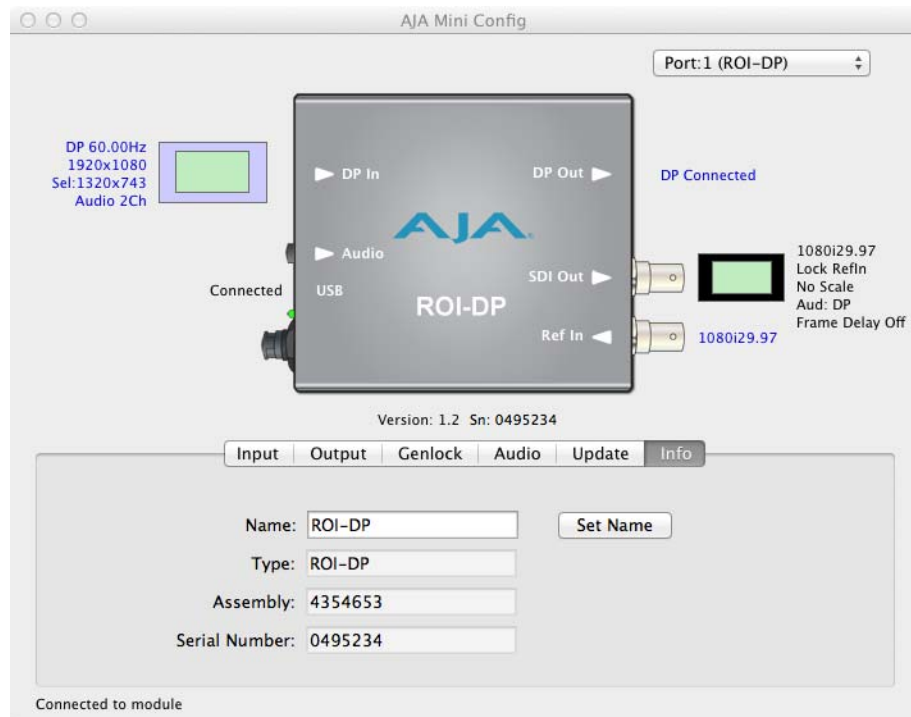 AJA Mini Config
Port:1 (ROI-DP)
DP 60.00Hz
1920x1080
Sel:1320x743
Audio 2Ch
DP In
DP Out
DP Connected
AJA
Audio
Connected
USB
SDI Out
ROI-DP
Ref In
1080i29.97
Lock RefIn
No Scale
Aud: DP
Frame Delay Off
1080i29.97
Version: 1.2 Sn: 0495234
Input Output Genlock Audio Update Info
Name: ROI-DP Set Name
Type: ROI-DP
Assembly: 4354653
Serial Number: 0495234
Connected to module